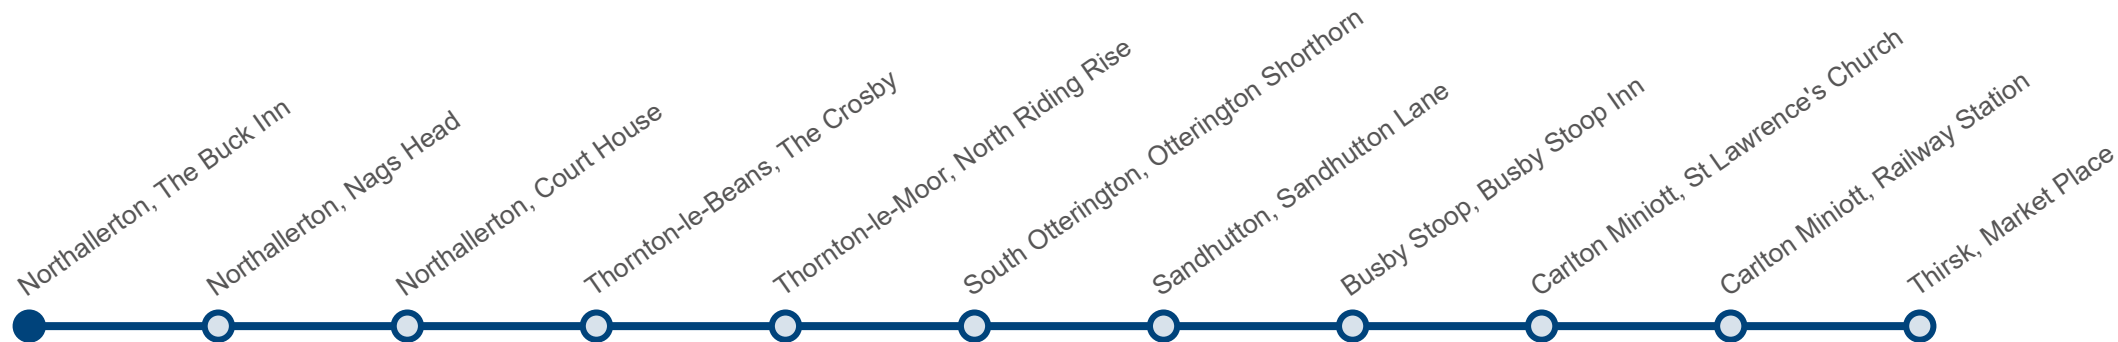 Northallerton, The Buck Inn
Northallerton, Nags Head
Northallerton, Court House
Thornton-le-Beans, The Crosby
Thornton-le-Moor, North Riding Rise
South Otterington, Otterington Shorthorn
Sandhutton, Sandhutton Lane
Busby Stoop, Busby Stoop Inn
Carlton Miniott, St Lawrence's Church
Carlton Miniott, Railway Station
Thirsk, Market Place